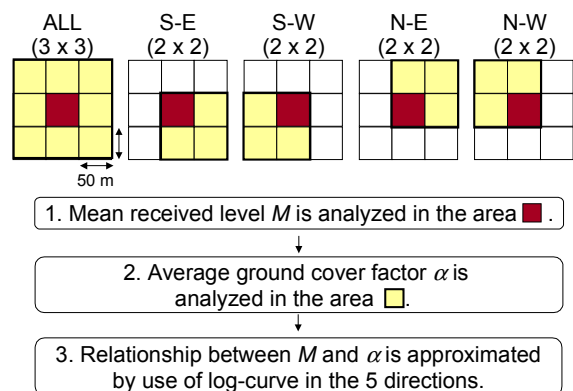 ALL S-E S-W N-E N-W
(3 x 3) (2 x 2) (2 x 2) (2 x 2) (2 x 2)
50 m
1. Mean received level M is analyzed in the area .
2. Average ground cover factor α is
analyzed in the area .
3. Relationship between M and α is approximated
by use of log-curve in the 5 directions.